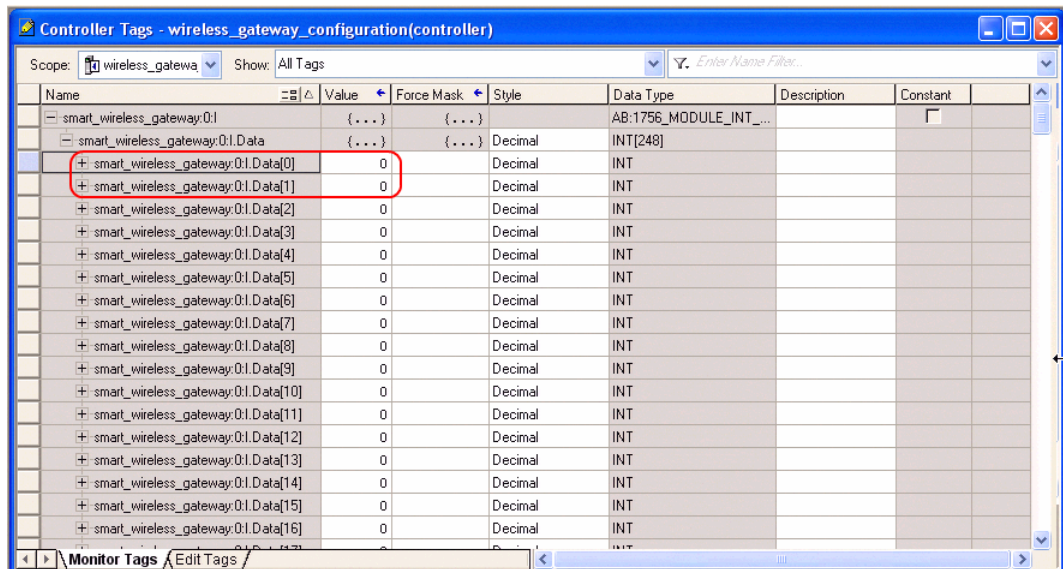 Controller Tags - wireless_gateway_configuration(controller)
Scope: wireless_gatewa Show: All Tags Enter Name Filter...
Name Value Force Mask Style Data Type Description Constant
smart_wireless_gateway:0:I {...} {...} AB:1756_MODULE_INT_...
smart_wireless_gateway:0:I.Data {...} {...} Decimal INT[248]
smart_wireless_gateway:0:I.Data[0] 0 Decimal INT
smart_wireless_gateway:0:I.Data[1] 0 Decimal INT
smart_wireless_gateway:0:I.Data[2] 0 Decimal INT
smart_wireless_gateway:0:I.Data[3] 0 Decimal INT
smart_wireless_gateway:0:I.Data[4] 0 Decimal INT
smart_wireless_gateway:0:I.Data[5] 0 Decimal INT
smart_wireless_gateway:0:I.Data[6] 0 Decimal INT
smart_wireless_gateway:0:I.Data[7] 0 Decimal INT
smart_wireless_gateway:0:I.Data[8] 0 Decimal INT
smart_wireless_gateway:0:I.Data[9] 0 Decimal INT
smart_wireless_gateway:0:I.Data[10] 0 Decimal INT
smart_wireless_gateway:0:I.Data[11] 0 Decimal INT
smart_wireless_gateway:0:I.Data[12] 0 Decimal INT
smart_wireless_gateway:0:I.Data[13] 0 Decimal INT
smart_wireless_gateway:0:I.Data[14] 0 Decimal INT
smart_wireless_gateway:0:I.Data[15] 0 Decimal INT
smart_wireless_gateway:0:I.Data[16] 0 Decimal INT
Monitor Tags Edit Tags